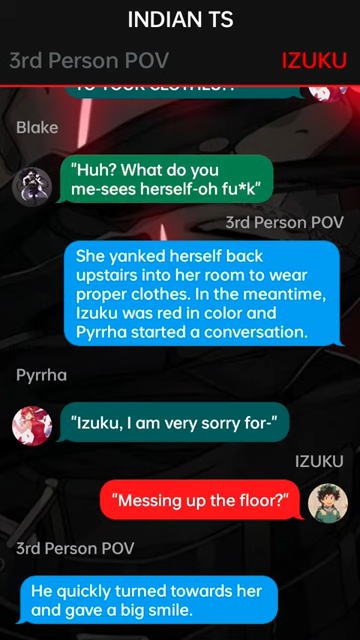 INDIAN TS
3rd Person POV
IZUKU
TO YOUR CLOTHES??
Blake
"Huh? What do you
me-sees herself-oh fu*k"
3rd Person POV
She yanked herself back
upstairs into her room to wear
proper clothes. In the meantime,
Izuku was red in color and
Pyrrha started a conversation.
Pyrrha
"Izuku, I am very sorry for-"
IZUKU
"Messing up the floor?"
3rd Person POV
He quickly turned towards her
and gave a big smile.